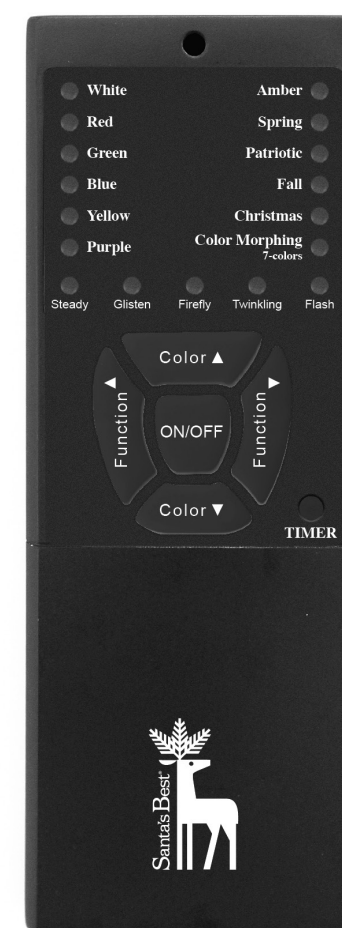 White Amber
Red Spring
Green Patriotic
Blue Fall
Yellow Christmas
Purple Color Morphing
7-colors
Steady Glisten Firefly Twinkling Flash
Color ▲
◀ Function
ON/OFF
Function ▶
Color ▼
TIMER
Santa's Best®